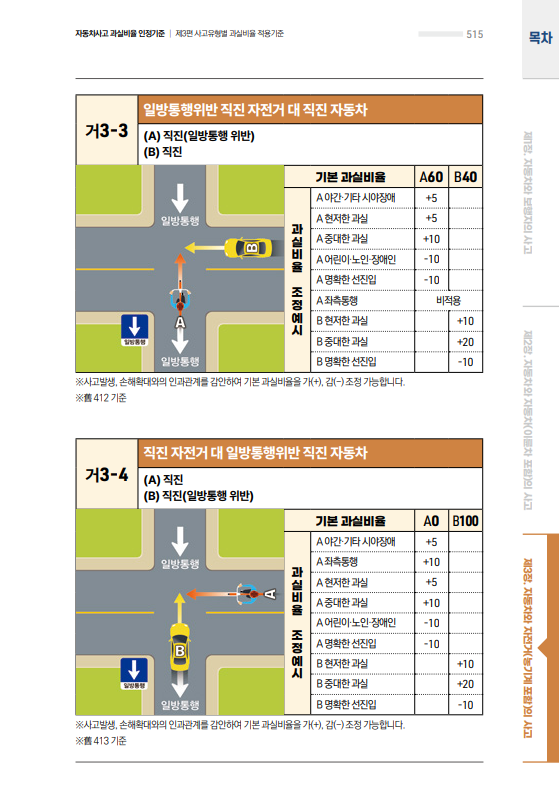 자동차사고 과실비율 인정기준 | 제3편 사고유형별 과실비율 적용기준
515
목차
제1장. 자동차와 보행자의 사고
제2장. 자동차와 자동차(이륜차 포함)의 사고
제3장. 자동차와 자전거(농기계 포함)의 사고
거3-3
일방통행위반 직진 자전거 대 직진 자동차
(A) 직진(일방통행 위반)
(B) 직진
일방통행
B
A
일방통행
일방통행
과실비율 조정예시
기본 과실비율 A60 B40
A 야간·기타 시야장애 +5
A 현저한 과실 +5
A 중대한 과실 +10
A 어린이·노인·장애인 -10
A 명확한 선진입 -10
A 좌측통행 비적용
B 현저한 과실 +10
B 중대한 과실 +20
B 명확한 선진입 -10
※사고발생, 손해확대와의 인과관계를 감안하여 기본 과실비율을 가(+), 감(-) 조정 가능합니다.
※舊 412 기준
거3-4
직진 자전거 대 일방통행위반 직진 자동차
(A) 직진
(B) 직진(일방통행 위반)
일방통행
A
B
일방통행
일방통행
과실비율 조정예시
기본 과실비율 A0 B100
A 야간·기타 시야장애 +5
A 좌측통행 +10
A 현저한 과실 +5
A 중대한 과실 +10
A 어린이·노인·장애인 -10
A 명확한 선진입 -10
B 현저한 과실 +10
B 중대한 과실 +20
B 명확한 선진입 -10
※사고발생, 손해확대와의 인과관계를 감안하여 기본 과실비율을 가(+), 감(-) 조정 가능합니다.
※舊 413 기준